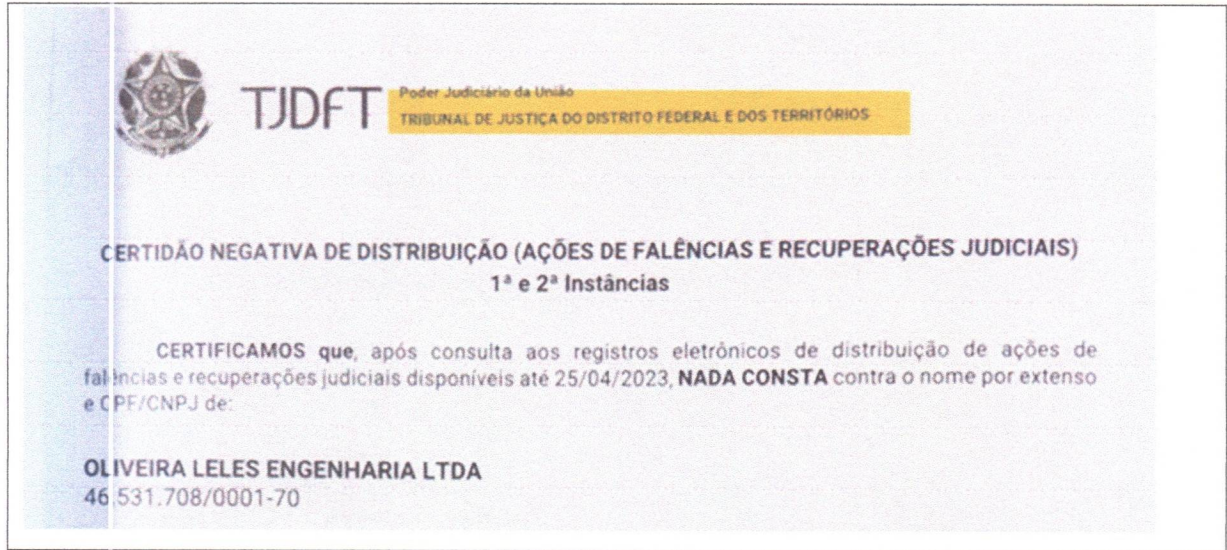 TJDFT
Poder Judiciário da União
TRIBUNAL DE JUSTIÇA DO DISTRITO FEDERAL E DOS TERRITÓRIOS
CERTIDÃO NEGATIVA DE DISTRIBUIÇÃO (AÇÕES DE FALÊNCIAS E RECUPERAÇÕES JUDICIAIS)
1ª e 2ª Instâncias
CERTIFICAMOS que, após consulta aos registros eletrônicos de distribuição de ações de
falências e recuperações judiciais disponíveis até 25/04/2023, NADA CONSTA contra o nome por extenso
e CPF/CNPJ de:
OLIVEIRA LELES ENGENHARIA LTDA
46.531.708/0001-70